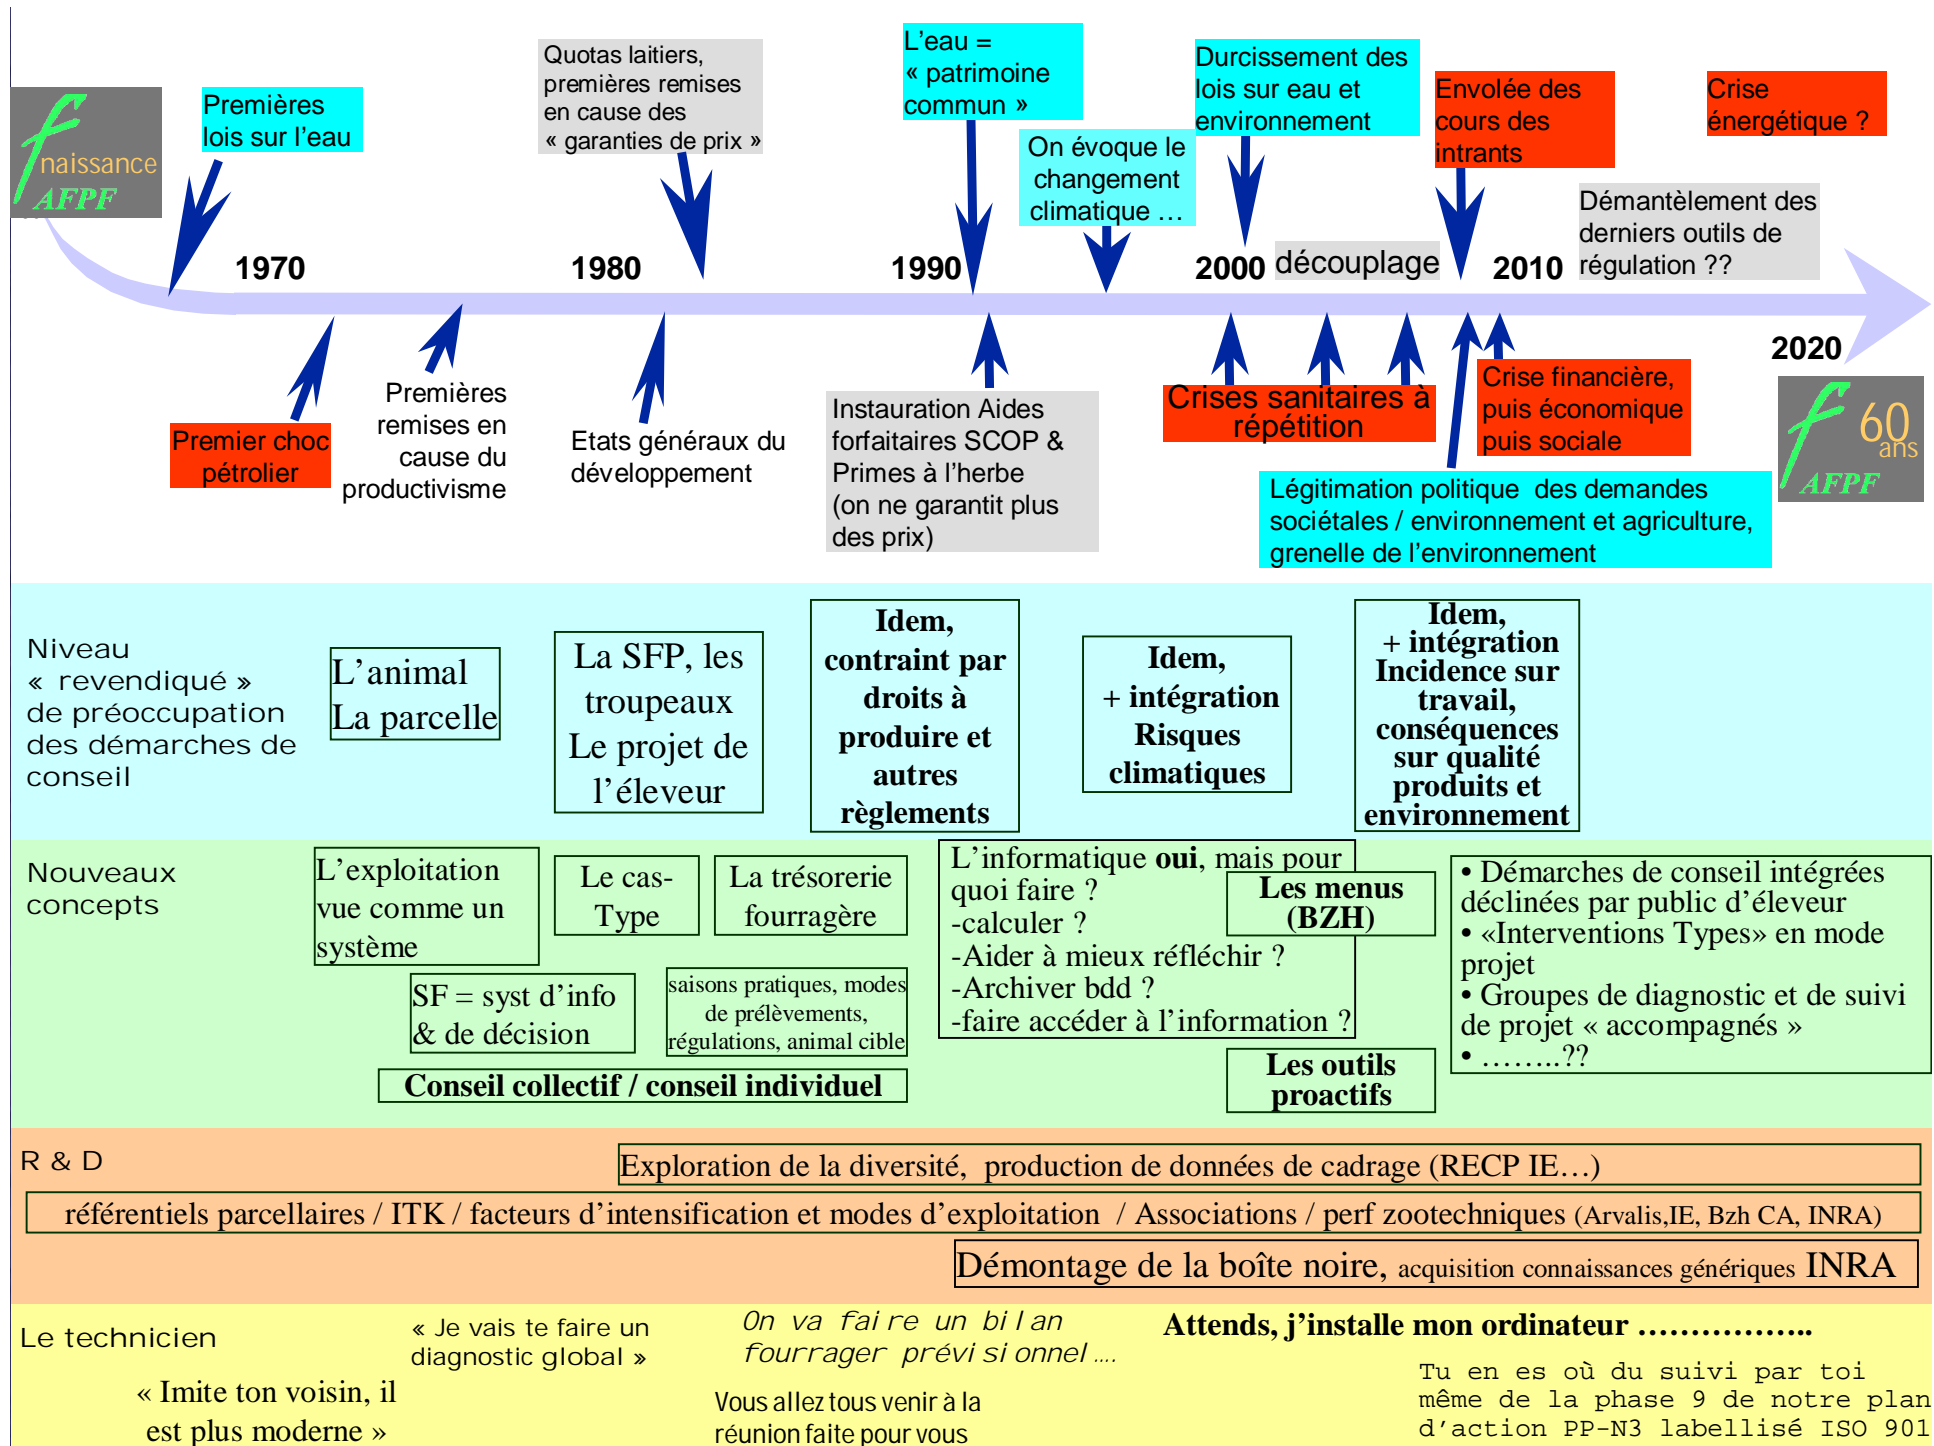 f
naissance
AFPF
Premières
lois sur l'eau
Quotas laitiers,
premières remises
en cause des
« garanties de prix »
L'eau =
« patrimoine
commun »
On évoque le
changement
climatique …
Durcissement des
lois sur eau et
environnement
Envolée des
cours des
intrants
Crise
énergétique ?
Démantèlement des
derniers outils de
régulation ??
1970
1980
1990
2000
découplage
2010
2020
Premier choc
pétrolier
Premières
remises en
cause du
productivisme
Etats généraux du
développement
Instauration Aides
forfaitaires SCOP &
Primes à l'herbe
(on ne garantit plus
des prix)
Crises sanitaires à
répétition
Crise financière,
puis économique
puis sociale
Légitimation politique des demandes
sociétales / environnement et agriculture,
grenelle de l'environnement
f
60
ans
AFPF
Niveau
« revendiqué »
de préoccupation
des démarches de
conseil
L'animal
La parcelle
La SFP, les
troupeaux
Le projet de
l'éleveur
Idem,
contraint par
droits à
produire et
autres
règlements
Idem,
+ intégration
Risques
climatiques
Idem,
+ intégration
Incidence sur
travail,
conséquences
sur qualité
produits et
environnement
Nouveaux
concepts
L'exploitation
vue comme un
système
Le cas-
Type
La trésorerie
fourragère
SF = syst d'info
& de décision
saisons pratiques, modes
de prélèvements,
régulations, animal cible
Conseil collectif / conseil individuel
L'informatique oui, mais pour
quoi faire ?
-calculer ?
-Aider à mieux réfléchir ?
-Archiver bdd ?
-faire accéder à l'information ?
Les menus
(BZH)
Les outils
proactifs
• Démarches de conseil intégrées
déclinées par public d'éleveur
• «Interventions Types» en mode
projet
• Groupes de diagnostic et de suivi
de projet « accompagnés »
• ……..??
R & D
Exploration de la diversité, production de données de cadrage (RECP IE…)
référentiels parcellaires / ITK / facteurs d'intensification et modes d'exploitation / Associations / perf zootechniques (Arvalis,IE, Bzh CA, INRA)
Démontage de la boîte noire, acquisition connaissances génériques INRA
Le technicien
« Imite ton voisin, il
est plus moderne »
« Je vais te faire un
diagnostic global »
On va faire un bilan
fourrager prévisionnel….
Vous allez tous venir à la
réunion faite pour vous
Attends, j'installe mon ordinateur ……………..
Tu en es où du suivi par toi
même de la phase 9 de notre plan
d'action PP-N3 labellisé ISO 901